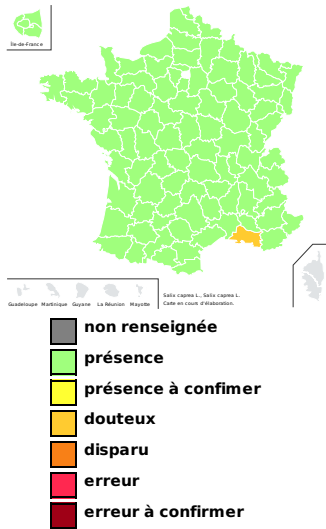 Île-de-France
Guadeloupe Martinique Guyane La Réunion Mayotte
Salix caprea L., Salix caprea L.
Carte en cours d'élaboration.
non renseignée
présence
présence à confimer
douteux
disparu
erreur
erreur à confirmer